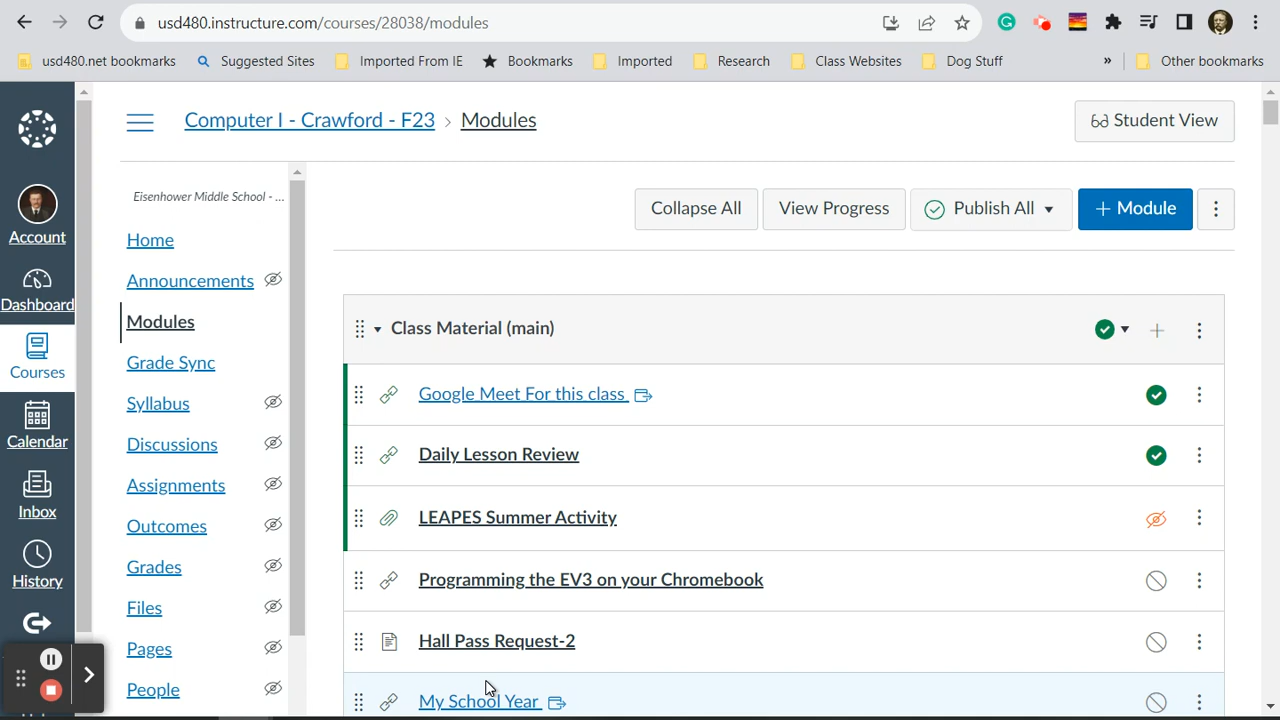 usd480.instructure.com/courses/28038/modules
usd480.net bookmarks Suggested Sites Imported From IE Bookmarks Imported Research Class Websites Dog Stuff » Other bookmarks
Computer I - Crawford - F23 > Modules
Student View
Eisenhower Middle School - ...
Collapse All View Progress Publish All + Module
Account
Dashboard
Courses
Calendar
Inbox
History
Home
Announcements
Modules
Grade Sync
Syllabus
Discussions
Assignments
Outcomes
Grades
Files
Pages
People
Class Material (main)
Google Meet For this class
Daily Lesson Review
LEAPES Summer Activity
Programming the EV3 on your Chromebook
Hall Pass Request-2
My School Year